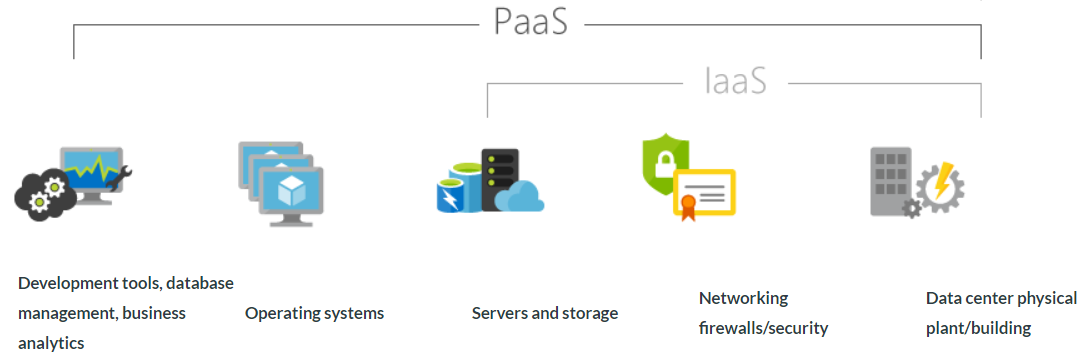 PaaS
IaaS
Development tools, database
management, business
analytics
Operating systems
Servers and storage
Networking
firewalls/security
Data center physical
plant/building